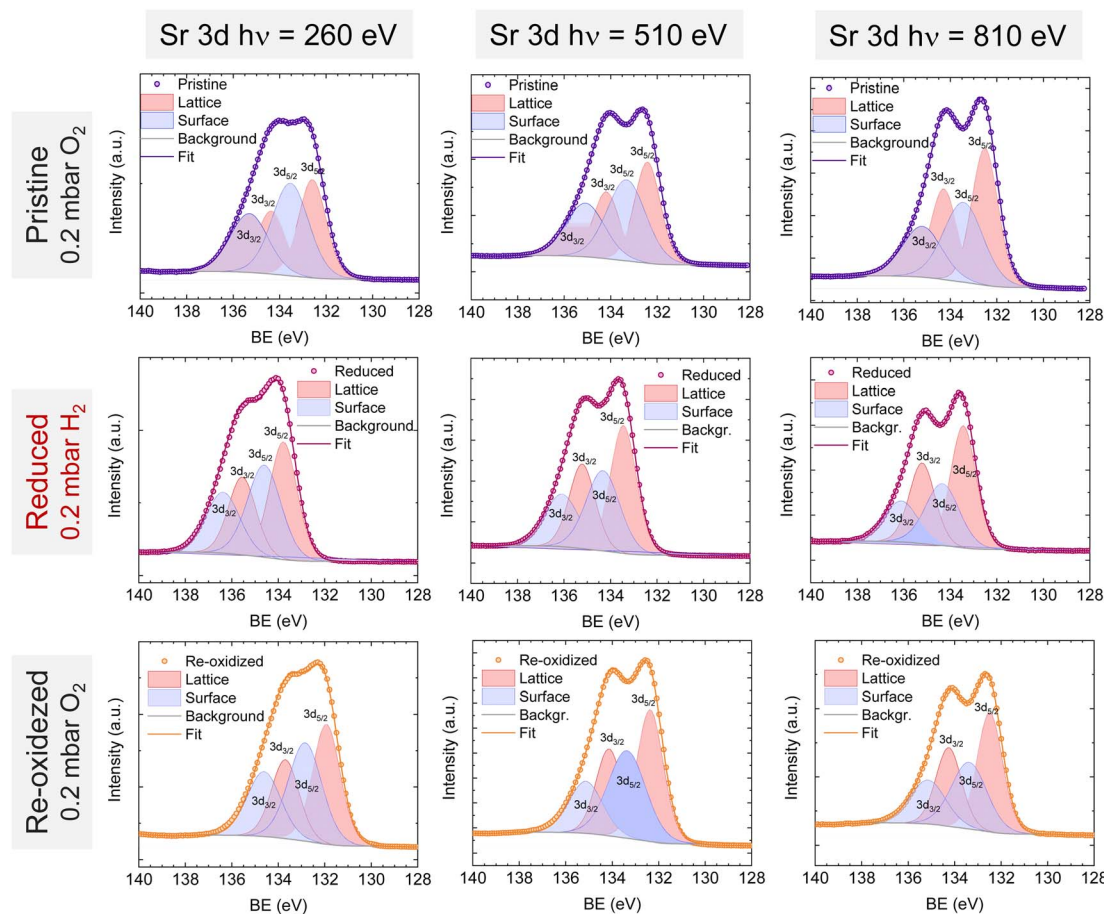 Sr 3d hν = 260 eV
Sr 3d hν = 510 eV
Sr 3d hν = 810 eV
Pristine
0.2 mbar O₂
Intensity (a.u.)
Pristine
Lattice
Surface
Background
Fit
3d₃/₂
3d₃/₂
3d₅/₂
3d₅/₂
140 138 136 134 132 130 128
BE (eV)
Intensity (a.u.)
Pristine
Lattice
Surface
Background
Fit
3d₃/₂
3d₃/₂
3d₅/₂
3d₅/₂
140 138 136 134 132 130 128
BE (eV)
Intensity (a.u.)
Pristine
Lattice
Surface
Background
Fit
3d₃/₂
3d₃/₂
3d₅/₂
3d₅/₂
140 138 136 134 132 130 128
BE (eV)
Reduced
0.2 mbar H₂
Intensity (a.u.)
Reduced
Lattice
Surface
Background
Fit
3d₃/₂
3d₃/₂
3d₅/₂
3d₅/₂
140 138 136 134 132 130 128
BE (eV)
Intensity (a.u.)
Reduced
Lattice
Surface
Backgr.
Fit
3d₃/₂
3d₃/₂
3d₅/₂
3d₅/₂
140 138 136 134 132 130 128
BE (eV)
Intensity (a.u.)
Reduced
Lattice
Surface
Backgr.
Fit
3d₃/₂
3d₃/₂
3d₅/₂
3d₅/₂
140 138 136 134 132 130 128
BE (eV)
Re-oxidezed
0.2 mbar O₂
Intensity (a.u.)
Re-oxidized
Lattice
Surface
Background
Fit
3d₃/₂
3d₃/₂
3d₅/₂
3d₅/₂
140 138 136 134 132 130 128
BE (eV)
Intensity (a.u.)
Re-oxidized
Lattice
Surface
Backgr.
Fit
3d₃/₂
3d₃/₂
3d₅/₂
3d₅/₂
140 138 136 134 132 130 128
BE (eV)
Intensity (a.u.)
Re-oxidized
Lattice
Surface
Backgr.
Fit
3d₃/₂
3d₃/₂
3d₅/₂
3d₅/₂
140 138 136 134 132 130 128
BE (eV)